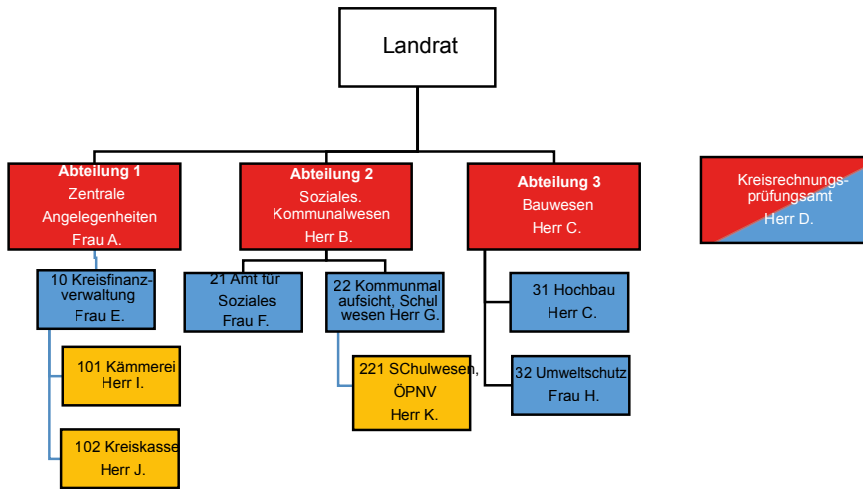 Landrat
Abteilung 1
Zentrale
Angelegenheiten
Frau A.
Abteilung 2
Soziales.
Kommunalwesen
Herr B.
Abteilung 3
Bauwesen
Herr C.
Kreisrechnungs-
prüfungsamt
Herr D.
10 Kreisfinanz-
verwaltung
Frau E.
21 Amt für
Soziales
Frau F.
22 Kommunmal
aufsicht, Schul
wesen Herr G.
31 Hochbau
Herr C.
101 Kämmerei
Herr I.
221 SChulwesen,
ÖPNV
Herr K.
32 Umweltschutz
Frau H.
102 Kreiskasse
Herr J.